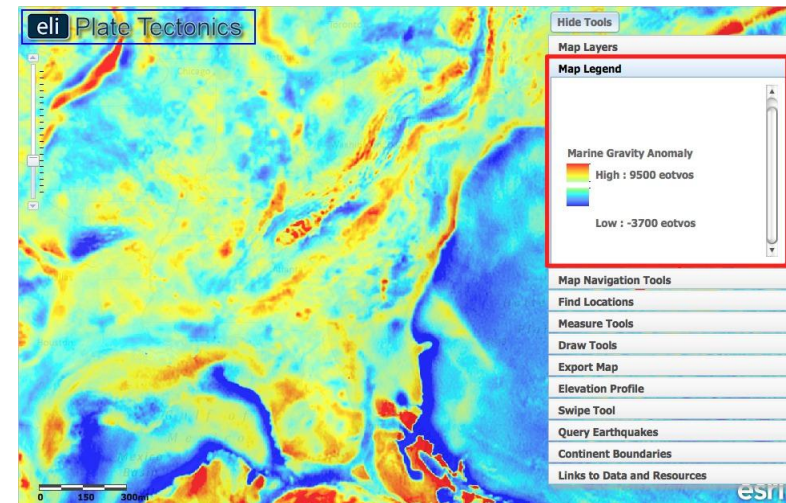 eli Plate Tectonics
Hide Tools
Map Layers
Map Legend
Marine Gravity Anomaly
High : 9500 eotvos
Low : -3700 eotvos
Map Navigation Tools
Find Locations
Measure Tools
Draw Tools
Export Map
Elevation Profile
Swipe Tool
Query Earthquakes
Continent Boundaries
Links to Data and Resources
0 150 300mi
esri